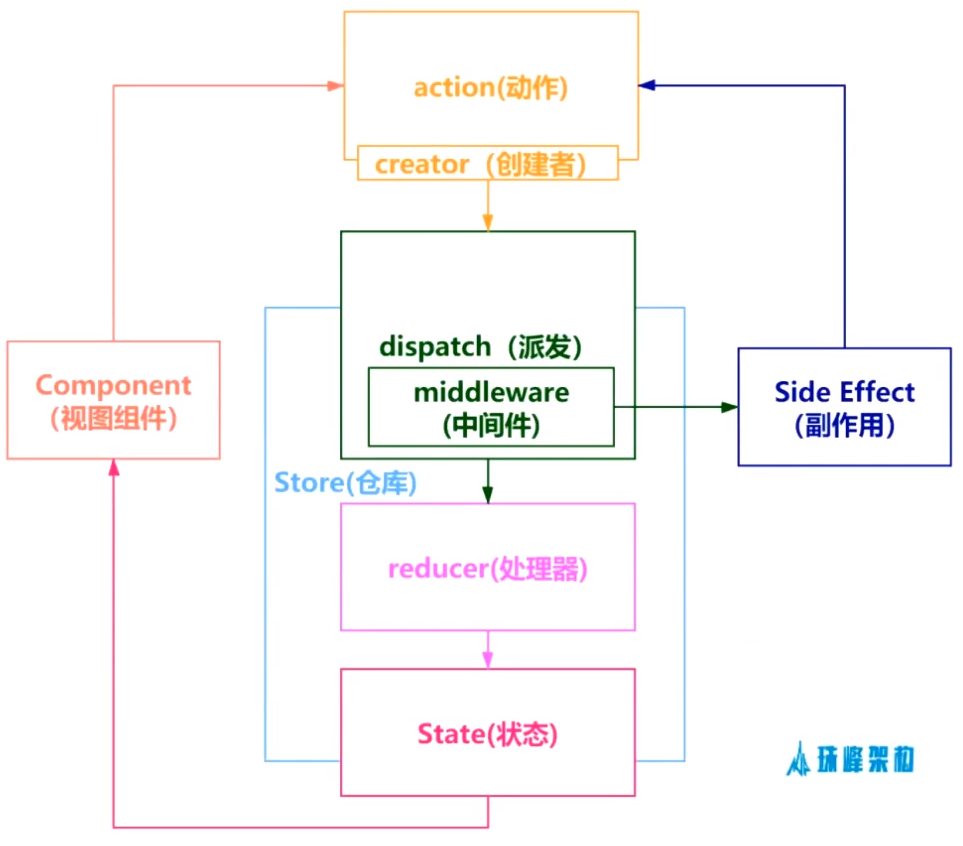 action(动作)
creator（创建者）
dispatch（派发）
middleware
(中间件)
Component
(视图组件)
Side Effect
(副作用)
Store(仓库)
reducer(处理器)
State(状态)
珠峰架构